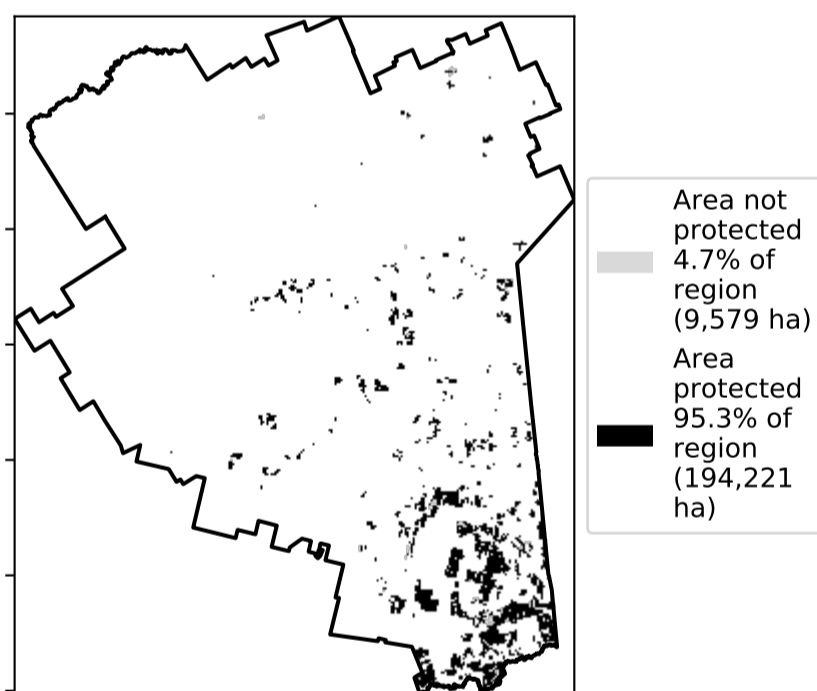 Area not
protected
4.7% of
region
(9,579 ha)
Area
protected
95.3% of
region
(194,221
ha)